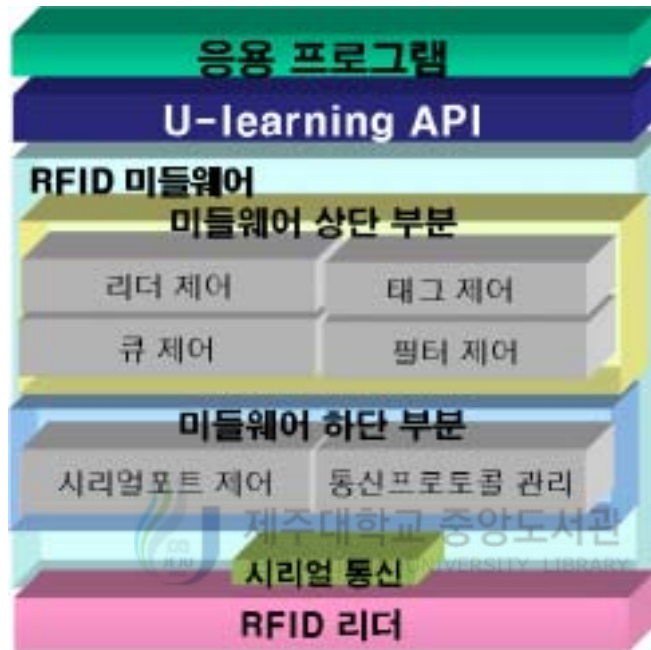 응용 프로그램
U-learning API
RFID 미들웨어
미들웨어 상단 부분
리더 제어 태그 제어
큐 제어 필터 제어
미들웨어 하단 부분
시리얼포트 제어 통신프로토콜 관리
제주대학교 중앙도서관
JEJU UNIVERSITY LIBRARY
시리얼 통신
RFID 리더